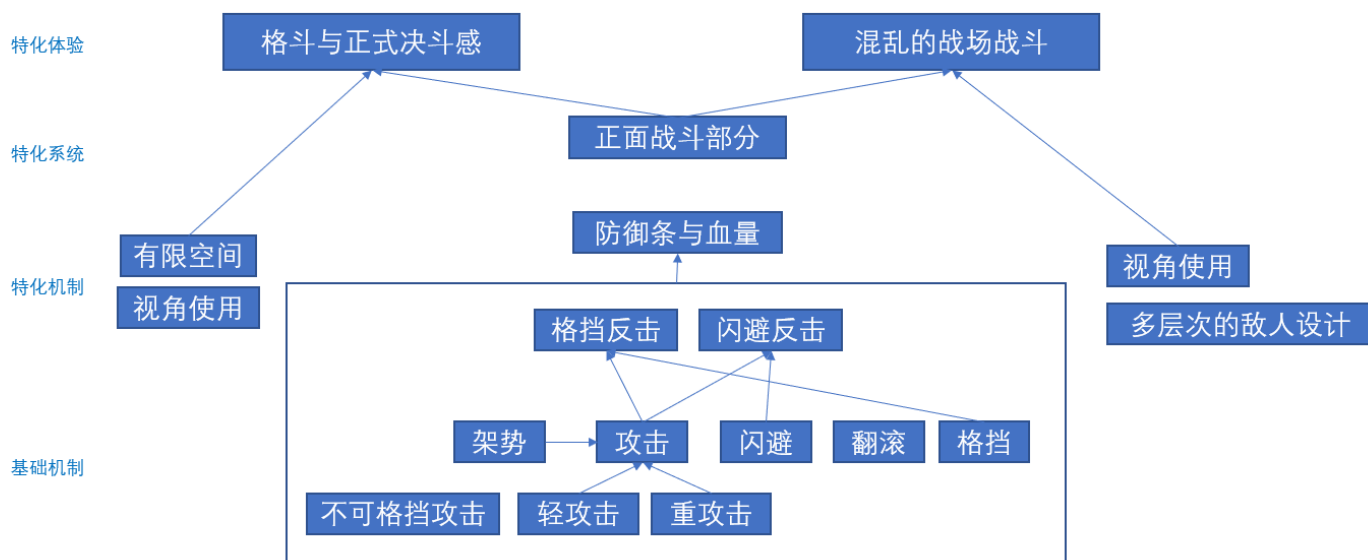 特化体验
格斗与正式决斗感
混乱的战场战斗
特化系统
正面战斗部分
防御条与血量
有限空间
视角使用
特化机制
视角使用
多层次的敌人设计
格挡反击
闪避反击
基础机制
架势
攻击
闪避
翻滚
格挡
不可格挡攻击
轻攻击
重攻击